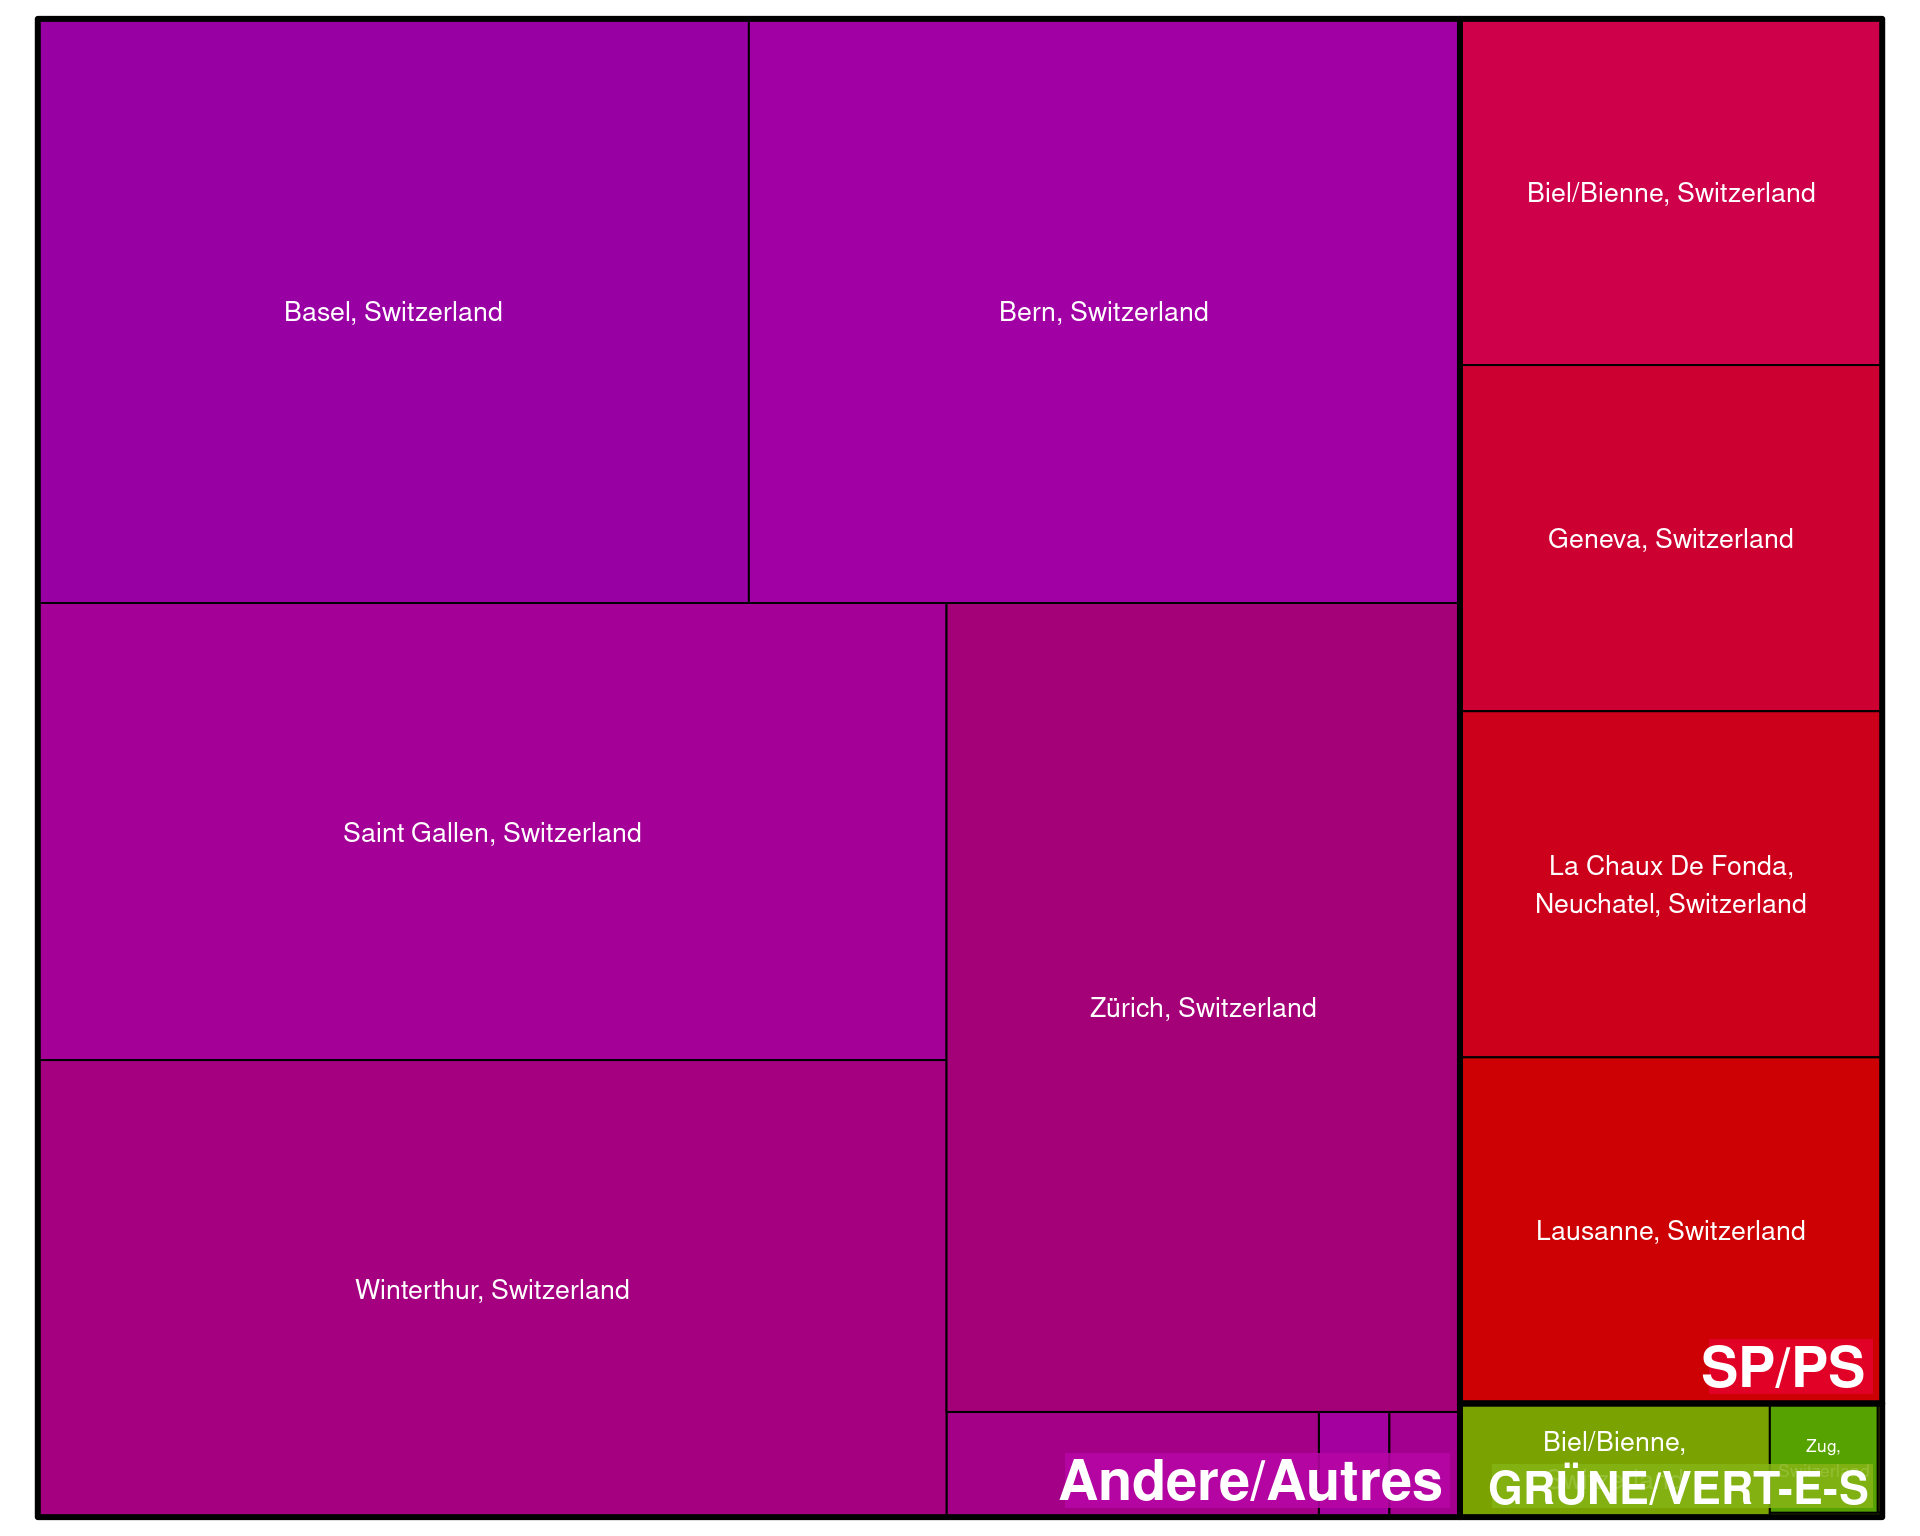 Basel, Switzerland
Bern, Switzerland
Biel/Bienne, Switzerland
Geneva, Switzerland
Saint Gallen, Switzerland
Zürich, Switzerland
La Chaux De Fonda,
Neuchatel, Switzerland
Winterthur, Switzerland
Lausanne, Switzerland
SP/PS
Andere/Autres
Biel/Bienne,
Zug,
Switzerland
GRÜNE/VERT-E-S